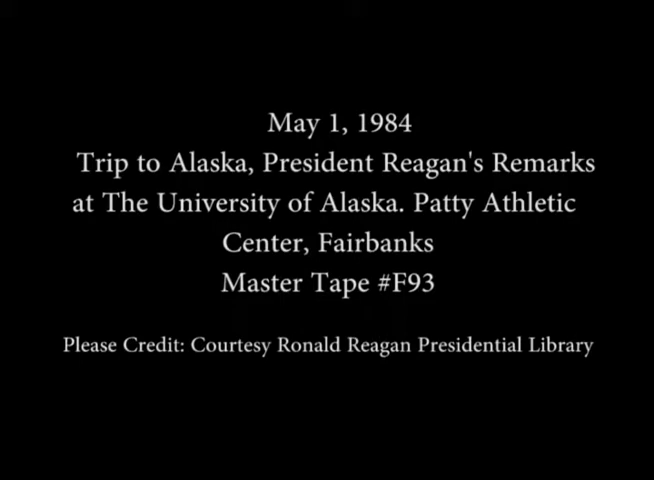 May 1, 1984
Trip to Alaska, President Reagan's Remarks
at The University of Alaska. Patty Athletic
Center, Fairbanks
Master Tape #F93
Please Credit: Courtesy Ronald Reagan Presidential Library